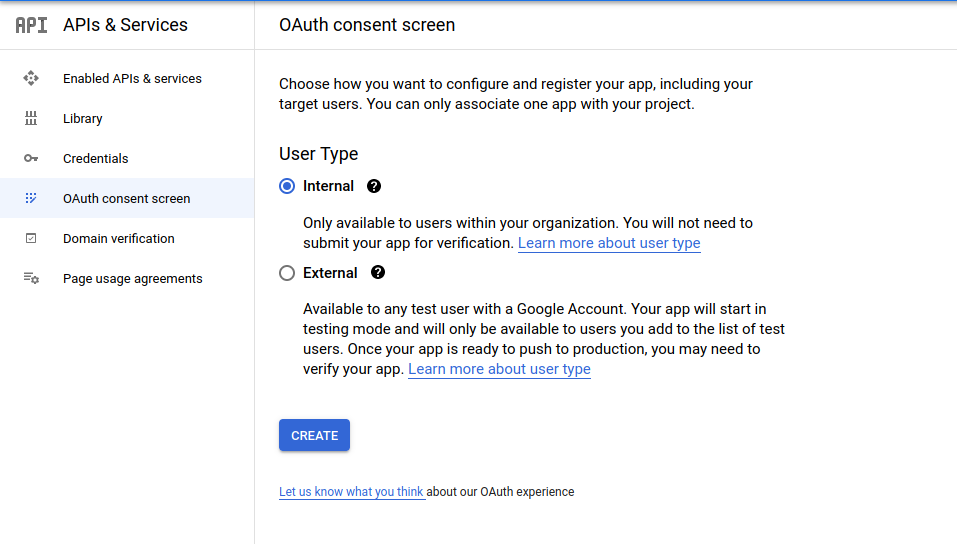 API APIs & Services
OAuth consent screen
Enabled APIs & services
Library
Credentials
OAuth consent screen
Domain verification
Page usage agreements
Choose how you want to configure and register your app, including your
target users. You can only associate one app with your project.
User Type
Internal ?
Only available to users within your organization. You will not need to
submit your app for verification. Learn more about user type
External ?
Available to any test user with a Google Account. Your app will start in
testing mode and will only be available to users you add to the list of test
users. Once your app is ready to push to production, you may need to
verify your app. Learn more about user type
CREATE
Let us know what you think about our OAuth experience